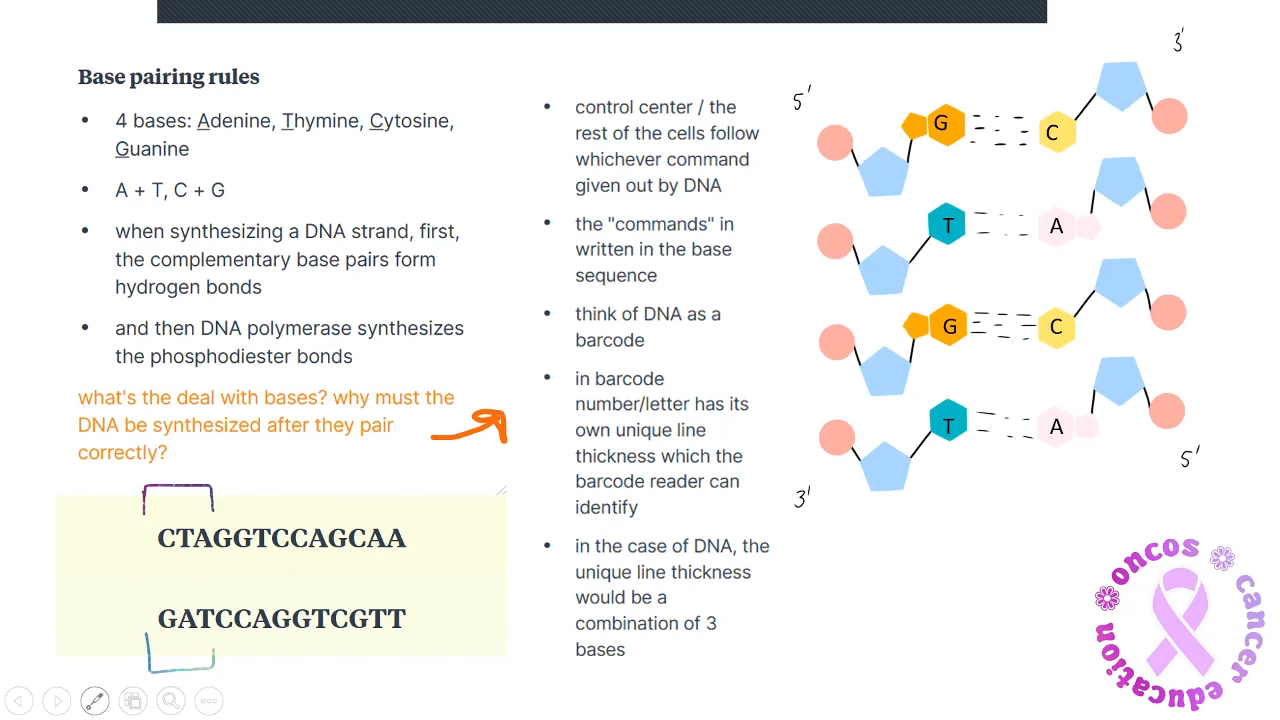 Base pairing rules
• 4 bases: Adenine, Thymine, Cytosine,
Guanine
• A + T, C + G
• when synthesizing a DNA strand, first,
the complementary base pairs form
hydrogen bonds
• and then DNA polymerase synthesizes
the phosphodiester bonds
what's the deal with bases? why must the
DNA be synthesized after they pair
correctly?
CTAGGTCCAGCAA
GATCCAGGTCGTT
• control center / the
rest of the cells follow
whichever command
given out by DNA
• the "commands" in
written in the base
sequence
• think of DNA as a
barcode
• in barcode
number/letter has its
own unique line
thickness which the
barcode reader can
identify
• in the case of DNA, the
unique line thickness
would be a
combination of 3
bases
3'
5'
G C
T A
G C
T A
5'
3'
oncos
cancer
education